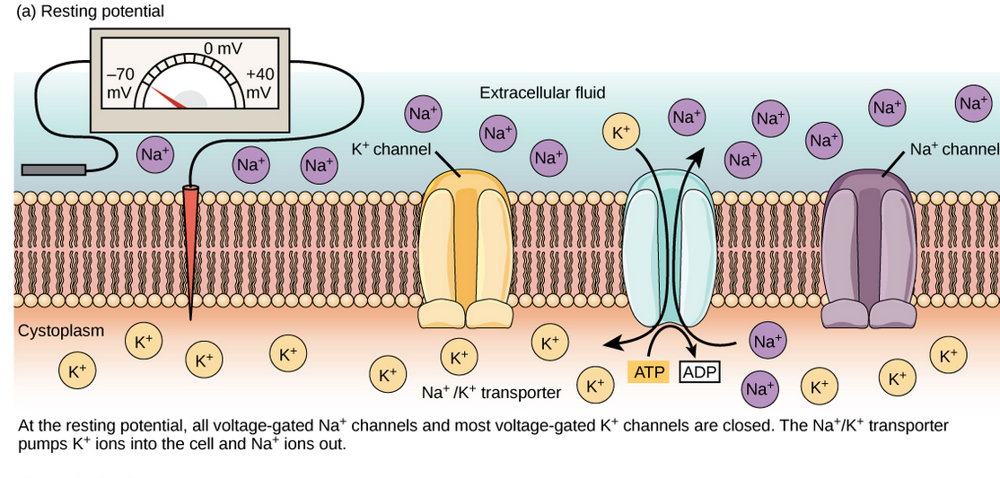 (a) Resting potential
0 mV
–70
mV
+40
mV
Extracellular fluid
Na⁺
Na⁺
Na⁺
Na⁺
Na⁺
Na⁺
K⁺
Na⁺
Na⁺
Na⁺
Na⁺
Na⁺
Na⁺
K⁺ channel
Na⁺ channel
Cystoplasm
K⁺
K⁺
K⁺
K⁺
K⁺
K⁺
K⁺
K⁺
Na⁺
Na⁺
K⁺
K⁺
K⁺
ATP
ADP
Na⁺/K⁺ transporter
At the resting potential, all voltage-gated Na⁺ channels and most voltage-gated K⁺ channels are closed. The Na⁺/K⁺ transporter
pumps K⁺ ions into the cell and Na⁺ ions out.